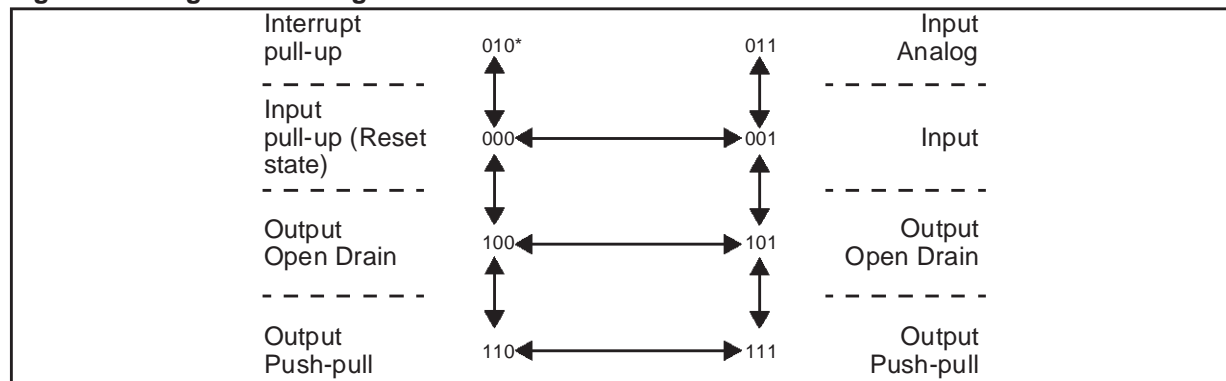 Interrupt
pull-up
010*
011
Input
Analog
Input
pull-up (Reset
state)
000
001
Input
Output
Open Drain
100
101
Output
Open Drain
Output
Push-pull
110
111
Output
Push-pull